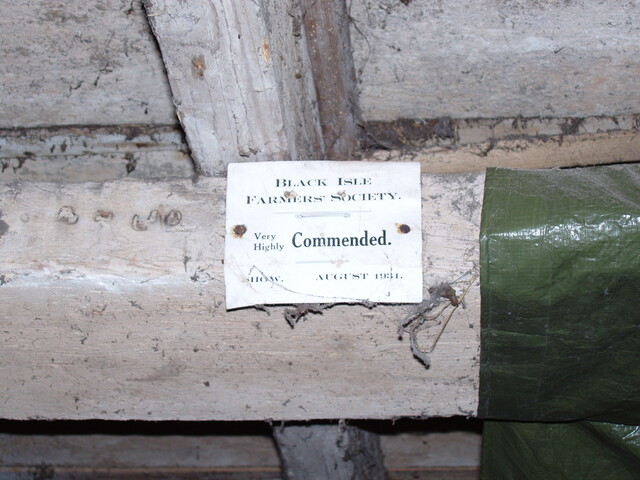 BLACK ISLE
FARMERS' SOCIETY.
Very
Highly
Commended.
SHOW. AUGUST 1931.